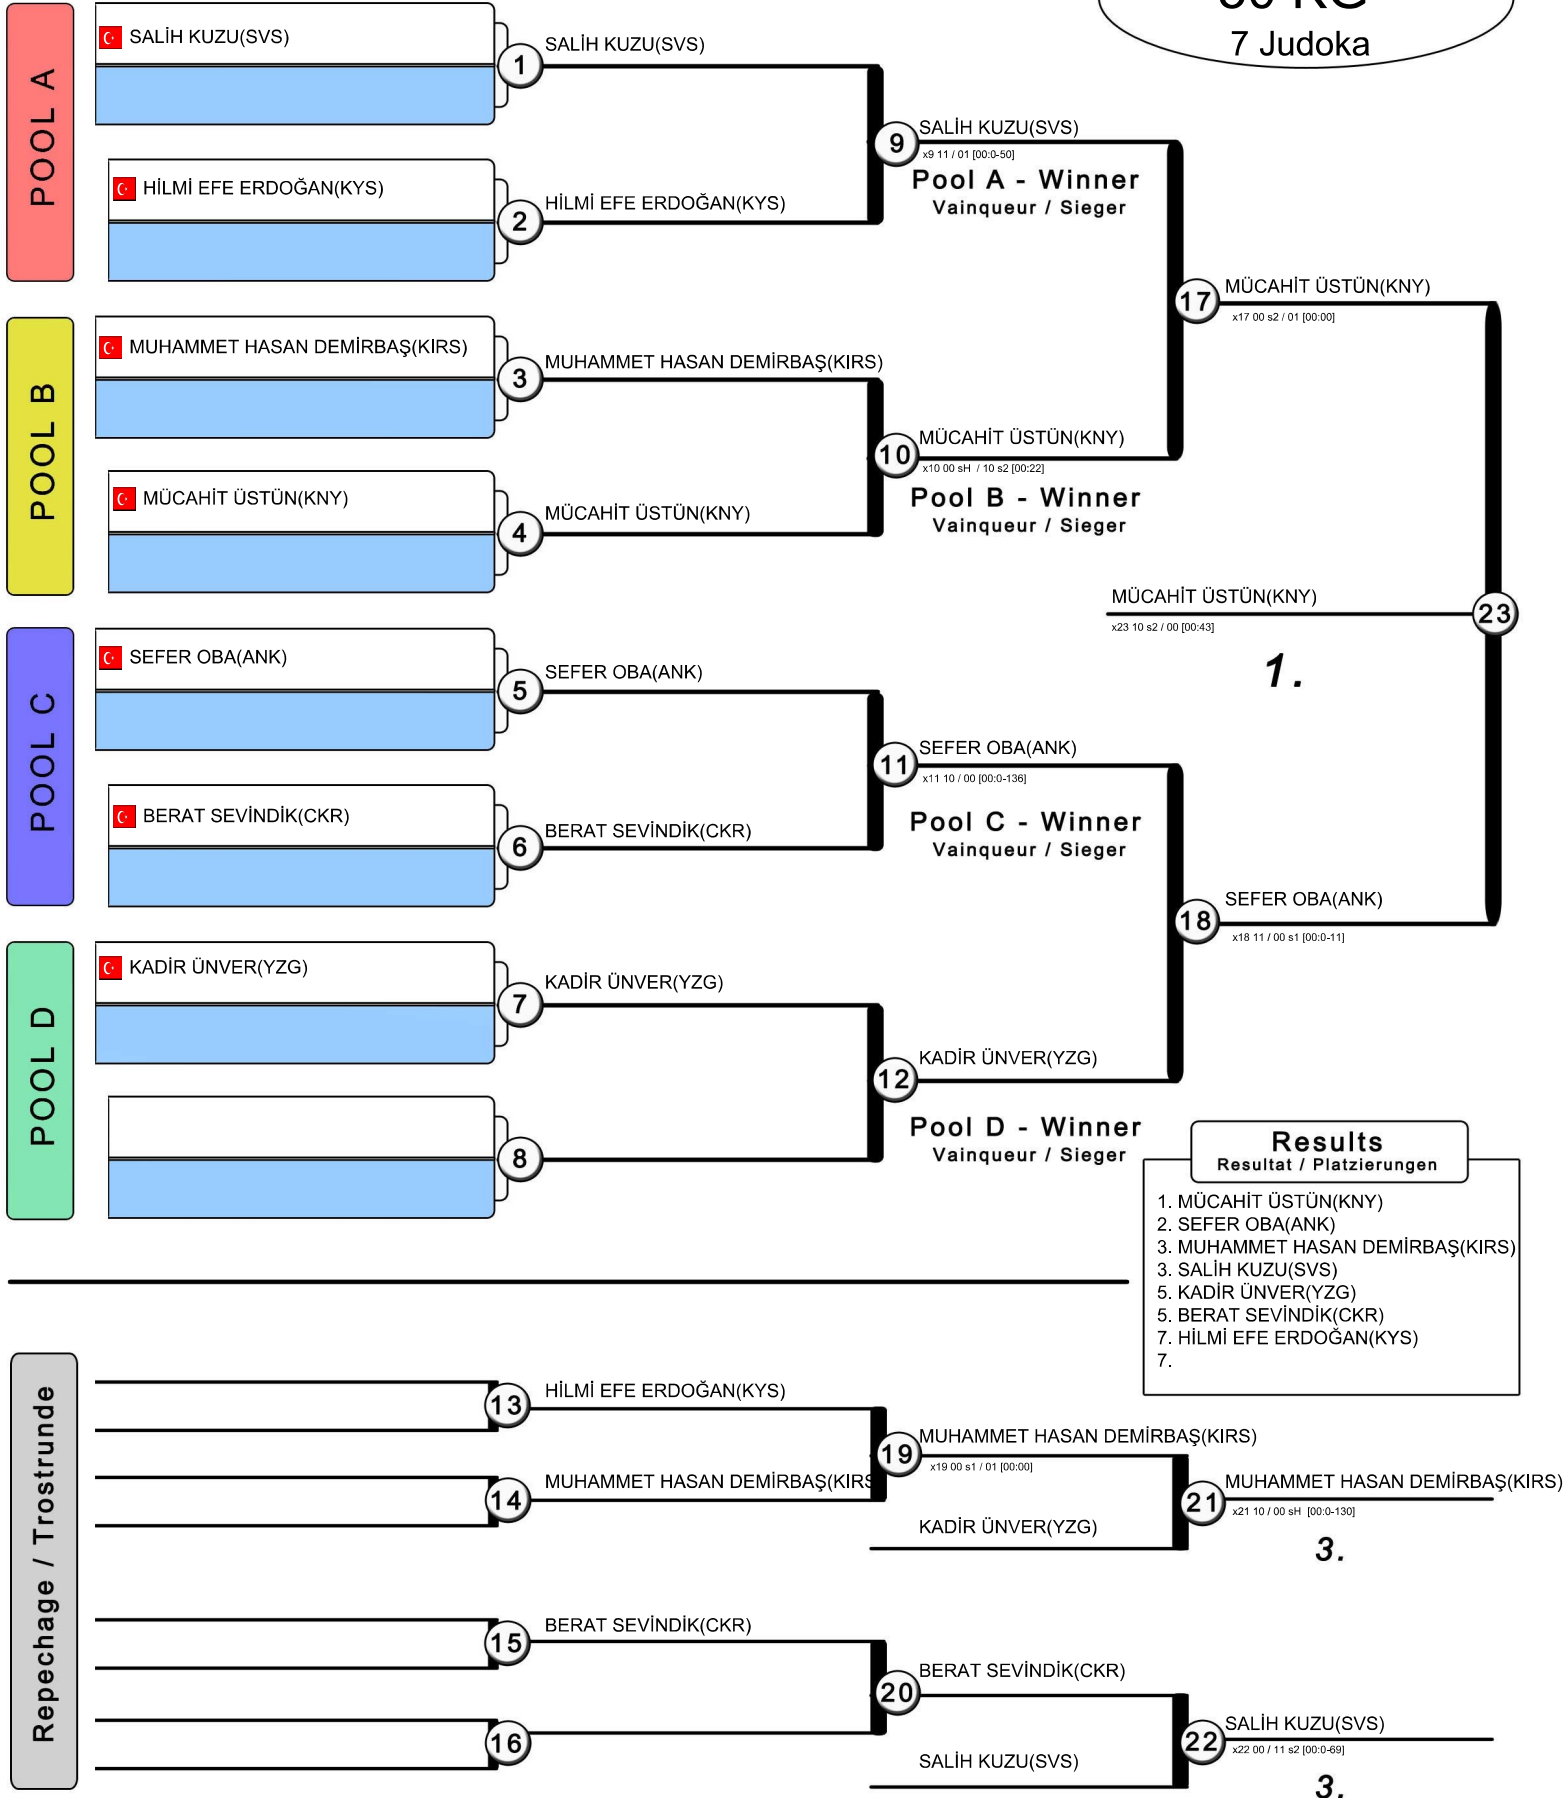 7 Judoka
POOL A
SALİH KUZU(SVS)
1
SALİH KUZU(SVS)
HİLMİ EFE ERDOĞAN(KYS)
2
HİLMİ EFE ERDOĞAN(KYS)
9
SALİH KUZU(SVS)
x9 11 / 01 [00:0-50]
Pool A - Winner
Vainqueur / Sieger
POOL B
MUHAMMET HASAN DEMİRBAŞ(KIRS)
3
MUHAMMET HASAN DEMİRBAŞ(KIRS)
MÜCAHİT ÜSTÜN(KNY)
4
MÜCAHİT ÜSTÜN(KNY)
10
MÜCAHİT ÜSTÜN(KNY)
x10 00 sH / 10 s2 [00:22]
Pool B - Winner
Vainqueur / Sieger
17
MÜCAHİT ÜSTÜN(KNY)
x17 00 s2 / 01 [00:00]
MÜCAHİT ÜSTÜN(KNY)
23
x23 10 s2 / 00 [00:43]
1.
POOL C
SEFER OBA(ANK)
5
SEFER OBA(ANK)
BERAT SEVİNDİK(CKR)
6
BERAT SEVİNDİK(CKR)
11
SEFER OBA(ANK)
x11 10 / 00 [00:0-136]
Pool C - Winner
Vainqueur / Sieger
18
SEFER OBA(ANK)
x18 11 / 00 s1 [00:0-11]
POOL D
KADİR ÜNVER(YZG)
7
KADİR ÜNVER(YZG)
8
12
KADİR ÜNVER(YZG)
Pool D - Winner
Vainqueur / Sieger
Results
Resultat / Platzierungen
1. MÜCAHİT ÜSTÜN(KNY)
2. SEFER OBA(ANK)
3. MUHAMMET HASAN DEMİRBAŞ(KIRS)
3. SALİH KUZU(SVS)
5. KADİR ÜNVER(YZG)
5. BERAT SEVİNDİK(CKR)
7. HİLMİ EFE ERDOĞAN(KYS)
7.
Repechage / Trostrunde
13
HİLMİ EFE ERDOĞAN(KYS)
14
MUHAMMET HASAN DEMİRBAŞ(KIRS
19
MUHAMMET HASAN DEMİRBAŞ(KIRS)
x19 00 s1 / 01 [00:00]
KADİR ÜNVER(YZG)
21
MUHAMMET HASAN DEMİRBAŞ(KIRS)
x21 10 / 00 sH [00:0-130]
3.
15
BERAT SEVİNDİK(CKR)
16
20
BERAT SEVİNDİK(CKR)
SALİH KUZU(SVS)
22
SALİH KUZU(SVS)
x22 00 / 11 s2 [00:0-69]
3.